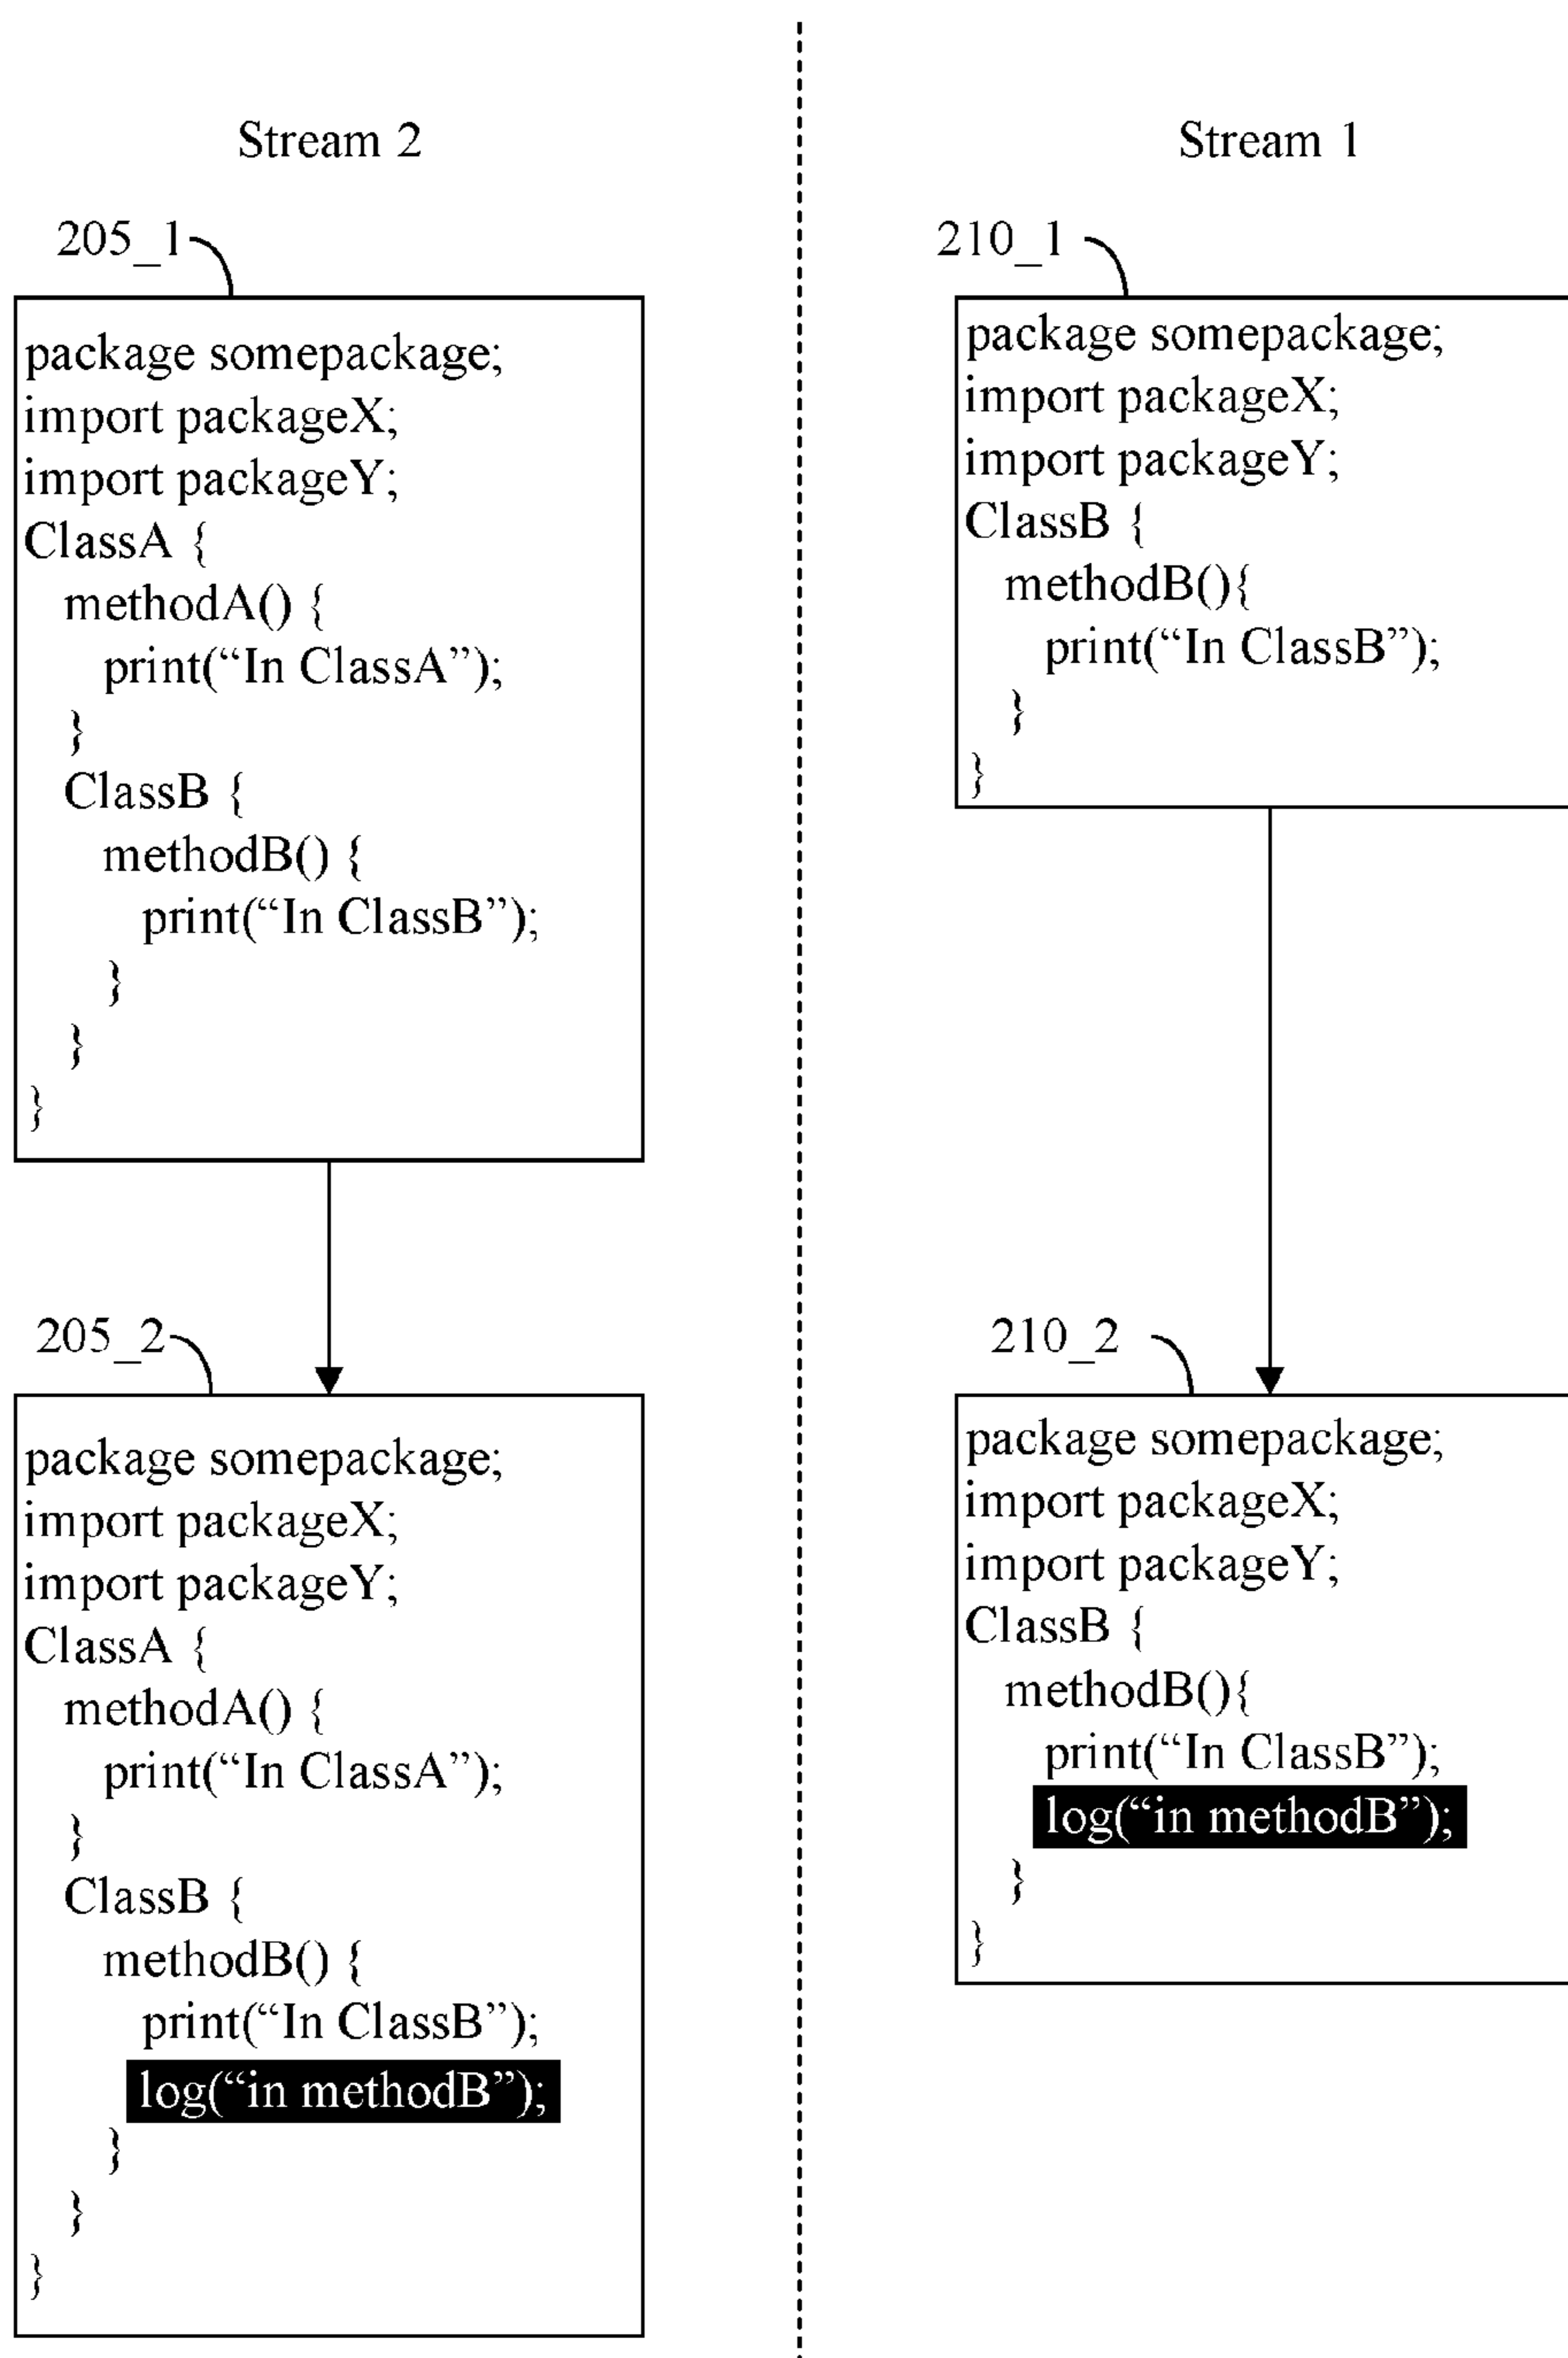 Stream 2
205_1
package somepackage;
import packageX;
import packageY;
ClassA {
methodA() {
print(“In ClassA”);
}
ClassB {
methodB() {
print(“In ClassB”);
}
}
}
205_2
package somepackage;
import packageX;
import packageY;
ClassA {
methodA() {
print(“In ClassA”);
}
ClassB {
methodB() {
print(“In ClassB”);
log(“in methodB”);
}
}
}
Stream 1
210_1
package somepackage;
import packageX;
import packageY;
ClassB {
methodB(){
print(“In ClassB”);
}
}
210_2
package somepackage;
import packageX;
import packageY;
ClassB {
methodB(){
print(“In ClassB”);
log(“in methodB”);
}
}